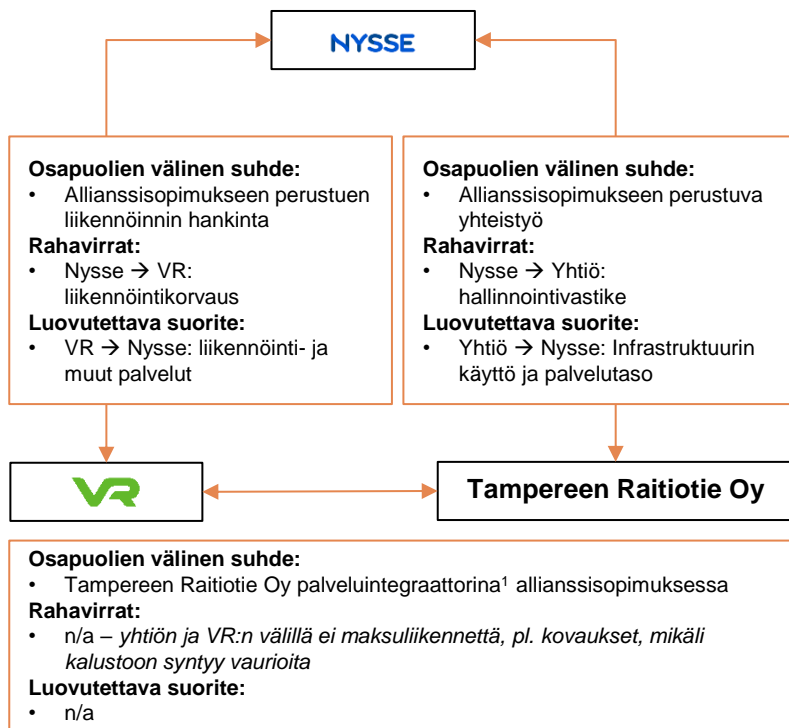 NYSSE
Osapuolien välinen suhde:
• Allianssisopimukseen perustuen
liikennöinnin hankinta
Rahavirrat:
• Nysse → VR:
liikennöintikorvaus
Luovutettava suorite:
• VR → Nysse: liikennöinti- ja
muut palvelut
Osapuolien välinen suhde:
• Allianssisopimukseen perustuva
yhteistyö
Rahavirrat:
• Nysse → Yhtiö:
hallinnointivastike
Luovutettava suorite:
• Yhtiö → Nysse: Infrastruktuurin
käyttö ja palvelutaso
VR
Tampereen Raitiotie Oy
Osapuolien välinen suhde:
• Tampereen Raitiotie Oy palveluintegraattorina¹ allianssisopimuksessa
Rahavirrat:
• n/a – yhtiön ja VR:n välillä ei maksuliikennettä, pl. kovaukset, mikäli
kalustoon syntyy vaurioita
Luovutettava suorite:
• n/a